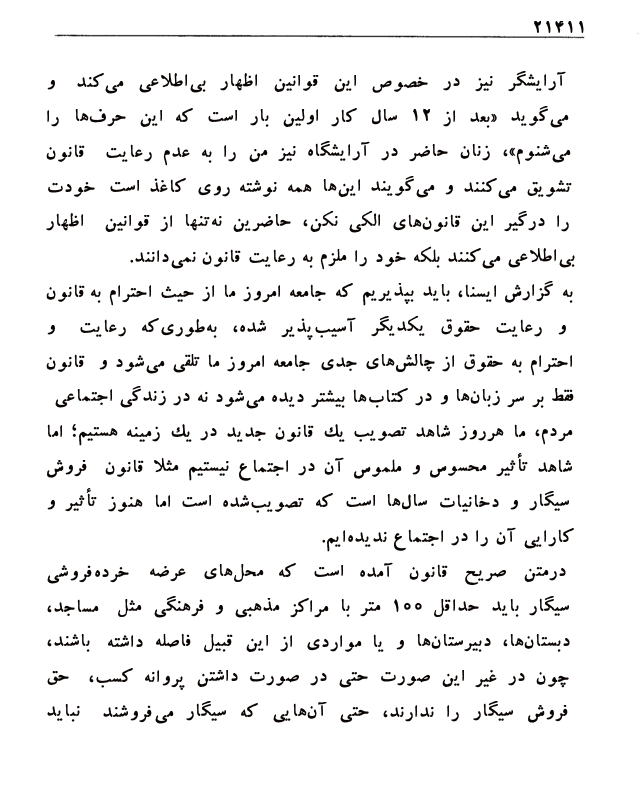 ۲۱۴۱۱
آرایشگر نیز در خصوص این قوانین اظهار بی‌اطلاعی می‌کند و
می‌گوید «بعد از ۱۲ سال کار اولین بار است که این حرف‌ها را
می‌شنوم»، زنان حاضر در آرایشگاه نیز من را به عدم رعایت قانون
تشویق می‌کنند و می‌گویند این‌ها همه نوشته روی کاغذ است خودت
را درگیر این قانون‌های الکی نکن، حاضرین نه‌تنها از قوانین اظهار
بی‌اطلاعی می‌کنند بلکه خود را ملزم به رعایت قانون نمی‌دانند.
به گزارش ایسنا، باید بپذیریم که جامعه امروز ما از حیث احترام به قانون
و رعایت حقوق یکدیگر آسیب‌پذیر شده، به‌طوری‌که رعایت و
احترام به حقوق از چالش‌های جدی جامعه امروز ما تلقی می‌شود و قانون
فقط بر سر زبان‌ها و در کتاب‌ها بیشتر دیده می‌شود نه در زندگی اجتماعی
مردم، ما هرروز شاهد تصویب یك قانون جدید در یك زمینه هستیم؛ اما
شاهد تأثیر محسوس و ملموس آن در اجتماع نیستیم مثلا قانون فروش
سیگار و دخانیات سال‌ها است که تصویب‌شده است اما هنوز تأثیر و
کارایی آن را در اجتماع ندیده‌ایم.
درمتن صریح قانون آمده است که محل‌های عرضه خرده‌فروشی
سیگار باید حداقل ۱۰۰ متر با مراکز مذهبی و فرهنگی مثل مساجد،
دبستان‌ها، دبیرستان‌ها و یا مواردی از این قبیل فاصله داشته باشند،
چون در غیر این صورت حتی در صورت داشتن پروانه کسب، حق
فروش سیگار را ندارند، حتی آن‌هایی که سیگار می‌فروشند نباید